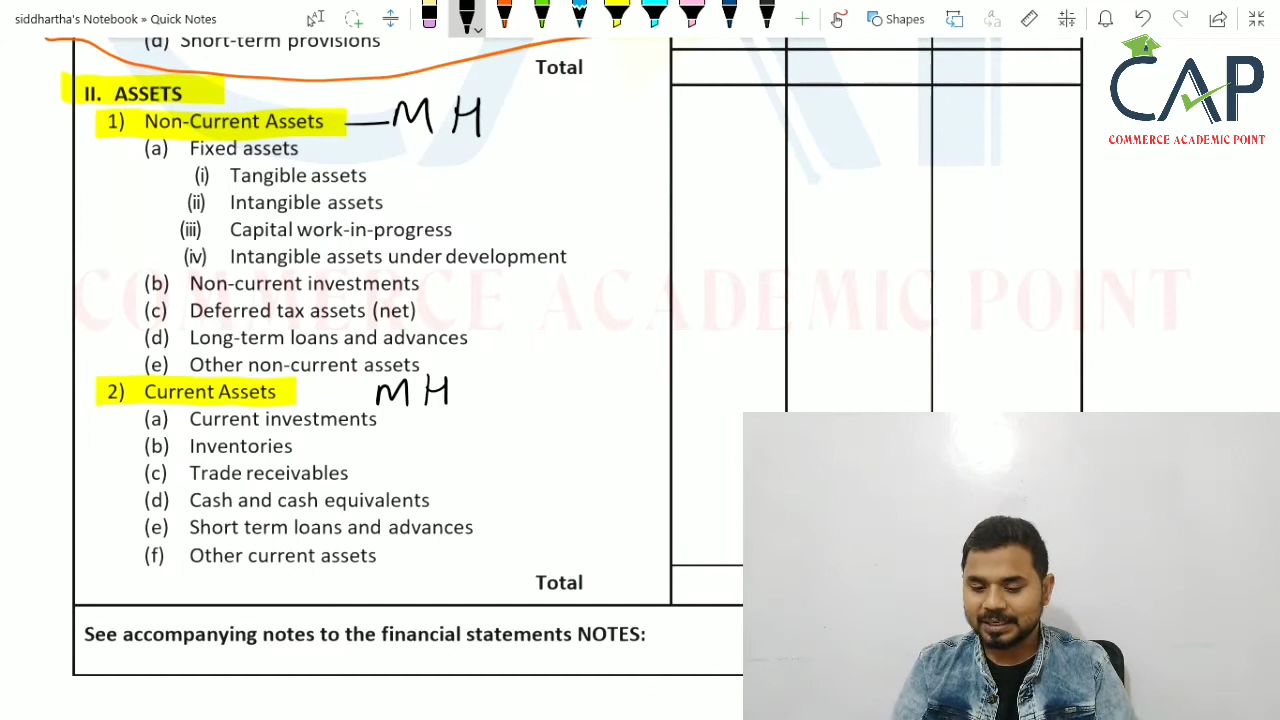 siddhartha's Notebook » Quick Notes
Shapes
(d) Short-term provisions
Total
II. ASSETS
1) Non-Current Assets — M H
(a) Fixed assets
(i) Tangible assets
(ii) Intangible assets
(iii) Capital work-in-progress
(iv) Intangible assets under development
(b) Non-current investments
(c) Deferred tax assets (net)
(d) Long-term loans and advances
(e) Other non-current assets
2) Current Assets M H
(a) Current investments
(b) Inventories
(c) Trade receivables
(d) Cash and cash equivalents
(e) Short term loans and advances
(f) Other current assets
Total
See accompanying notes to the financial statements NOTES:
CAP
COMMERCE ACADEMIC POINT
COMMERCE ACADEMIC POINT